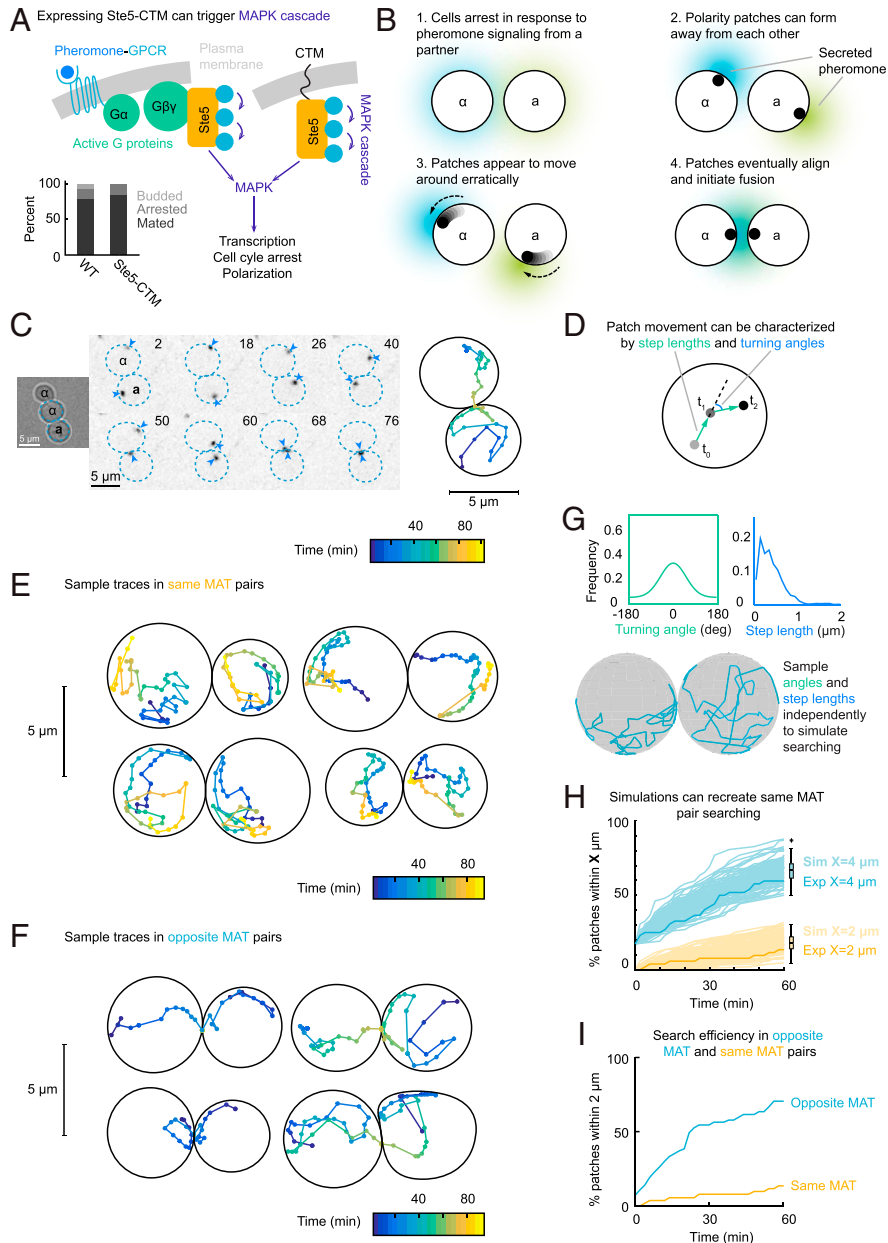 A
Expressing Ste5-CTM can trigger MAPK cascade
Pheromone-GPCR
Plasma
membrane
CTM
Gα
Gβγ
Ste5
Ste5
MAPK cascade
Active G proteins
MAPK
Transcription
Cell cyle arrest
Polarization
Percent
100
50
0
Budded
Arrested
Mated
WT
Ste5-CTM
B
1. Cells arrest in response to
pheromone signaling from a
partner
α
a
2. Polarity patches can form
away from each other
Secreted
pheromone
α
a
3. Patches appear to move
around erratically
α
a
4. Patches eventually align
and initiate fusion
α
a
C
α
α
a
5 µm
α
a
2
18
26
40
50
60
68
76
5 µm
5 µm
Time (min)
40
80
D
Patch movement can be characterized
by step lengths and turning angles
t0
t1
t2
E
Sample traces in same MAT pairs
5 µm
Time (min)
40
80
F
Sample traces in opposite MAT pairs
5 µm
Time (min)
40
80
G
Frequency
0.6
0.4
0.2
0
-180
0
180
Turning angle (deg)
0.2
0.1
0
0
1
2
Step length (µm)
Sample
angles and
step lengths
independently
to simulate
searching
H
Simulations can recreate same MAT
pair searching
% patches within X µm
100
50
0
0
30
60
Time (min)
Sim X=4 µm
Exp X=4 µm
Sim X=2 µm
Exp X=2 µm
I
Search efficiency in opposite
MAT and same MAT pairs
% patches within 2 µm
100
50
0
0
30
60
Time (min)
Opposite MAT
Same MAT